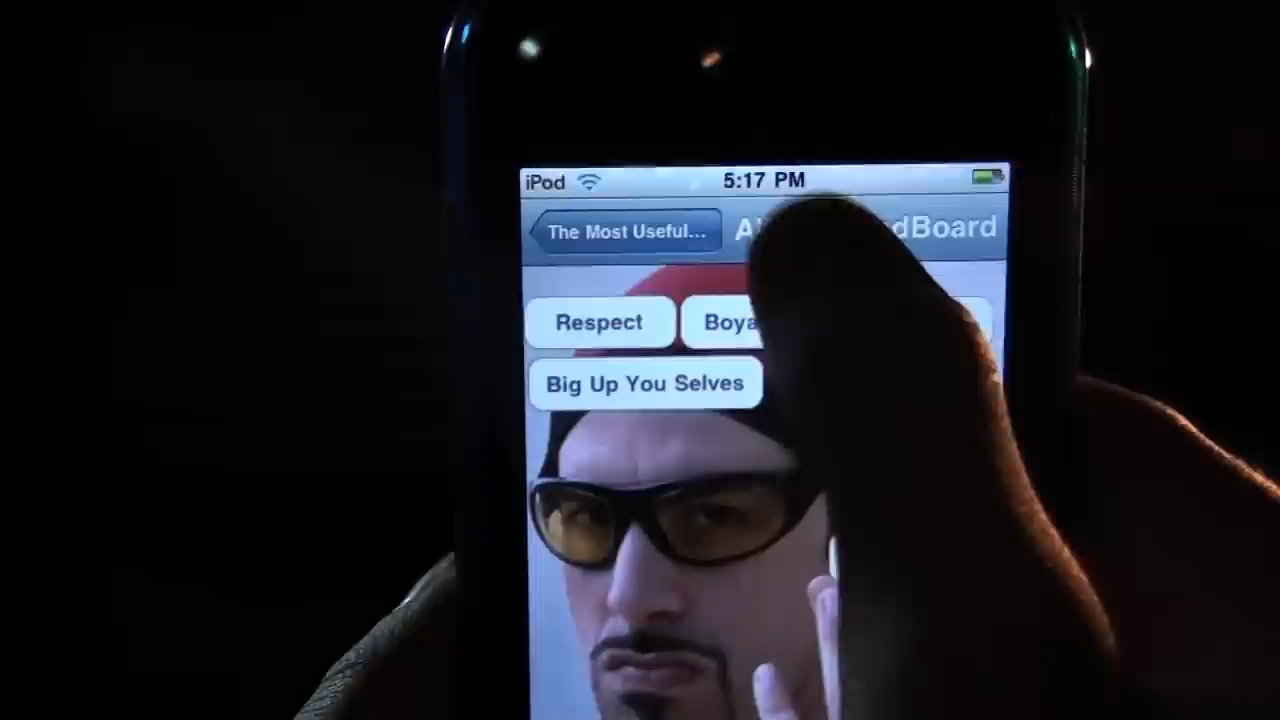 iPod 5:17 PM
The Most Useful... dBoard
Respect Boya
Big Up You Selves